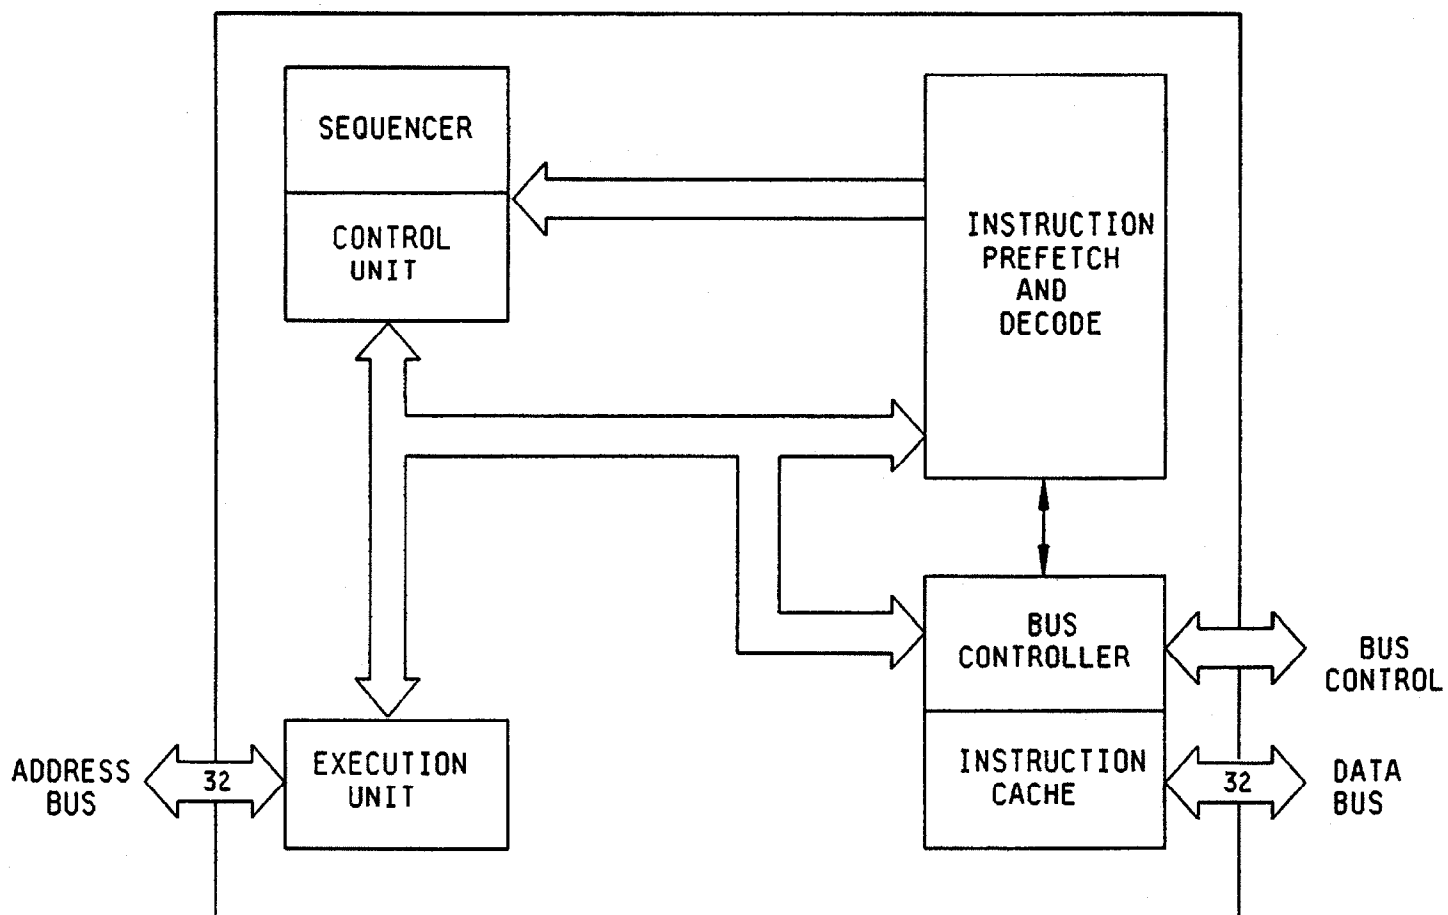 SEQUENCER
CONTROL
UNIT
INSTRUCTION
PREFETCH
AND
DECODE
BUS
CONTROLLER
BUS
CONTROL
ADDRESS
BUS
32
EXECUTION
UNIT
INSTRUCTION
CACHE
32
DATA
BUS